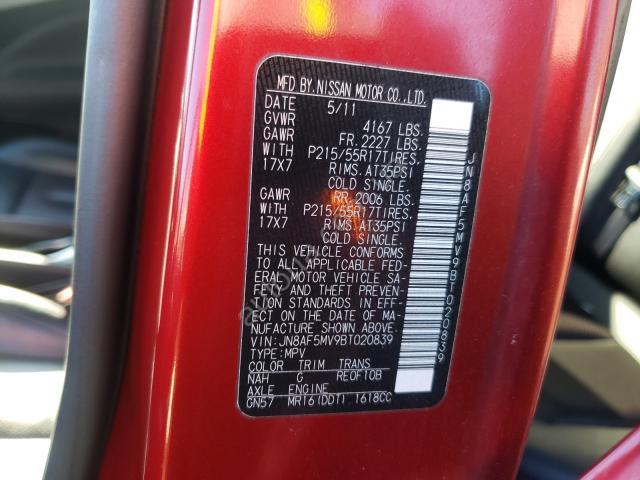 MFD BY.NISSAN MOTOR CO.,LTD.
DATE 5/11
GVWR 4167 LBS.
GAWR FR.2227 LBS.
WITH P215/55R17TIRES.
17X7 RIMS.AT35PSI
COLD SINGLE.
GAWR RR.2006 LBS.
WITH P215/55R17TIRES.
17X7 RIMS.AT35PSI
COLD SINGLE.
THIS VEHICLE CONFORMS
TO ALL APPLICABLE FED-
ERAL MOTOR VEHICLE SA-
FETY AND THEFT PREVEN-
TION STANDARDS IN EFF-
ECT ON THE DATE OF MA-
NUFACTURE SHOWN ABOVE.
VIN:JN8AF5MV9BT020839
TYPE:MPV
COLOR TRIM TRANS
NAH G RE0F10B
AXLE ENGINE
GN57 MR16(DDT) 1618CC
JN8AF5MV9BT020839